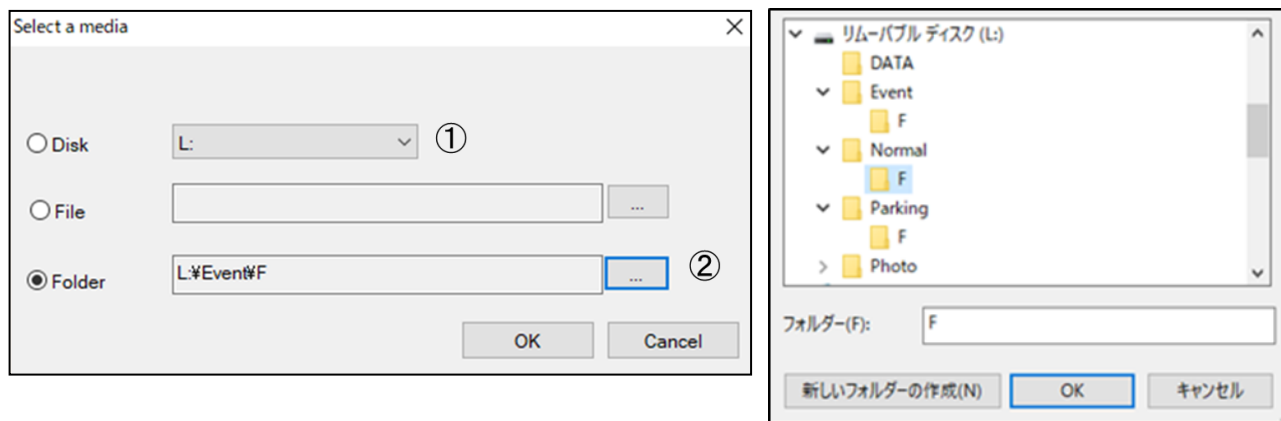 Select a media
Disk
L:
①
File
...
Folder
L:¥Event¥F
...
②
OK
Cancel
リムーバブル ディスク (L:)
DATA
Event
F
Normal
F
Parking
F
Photo
フォルダー(F):
F
新しいフォルダーの作成(N)
OK
キャンセル